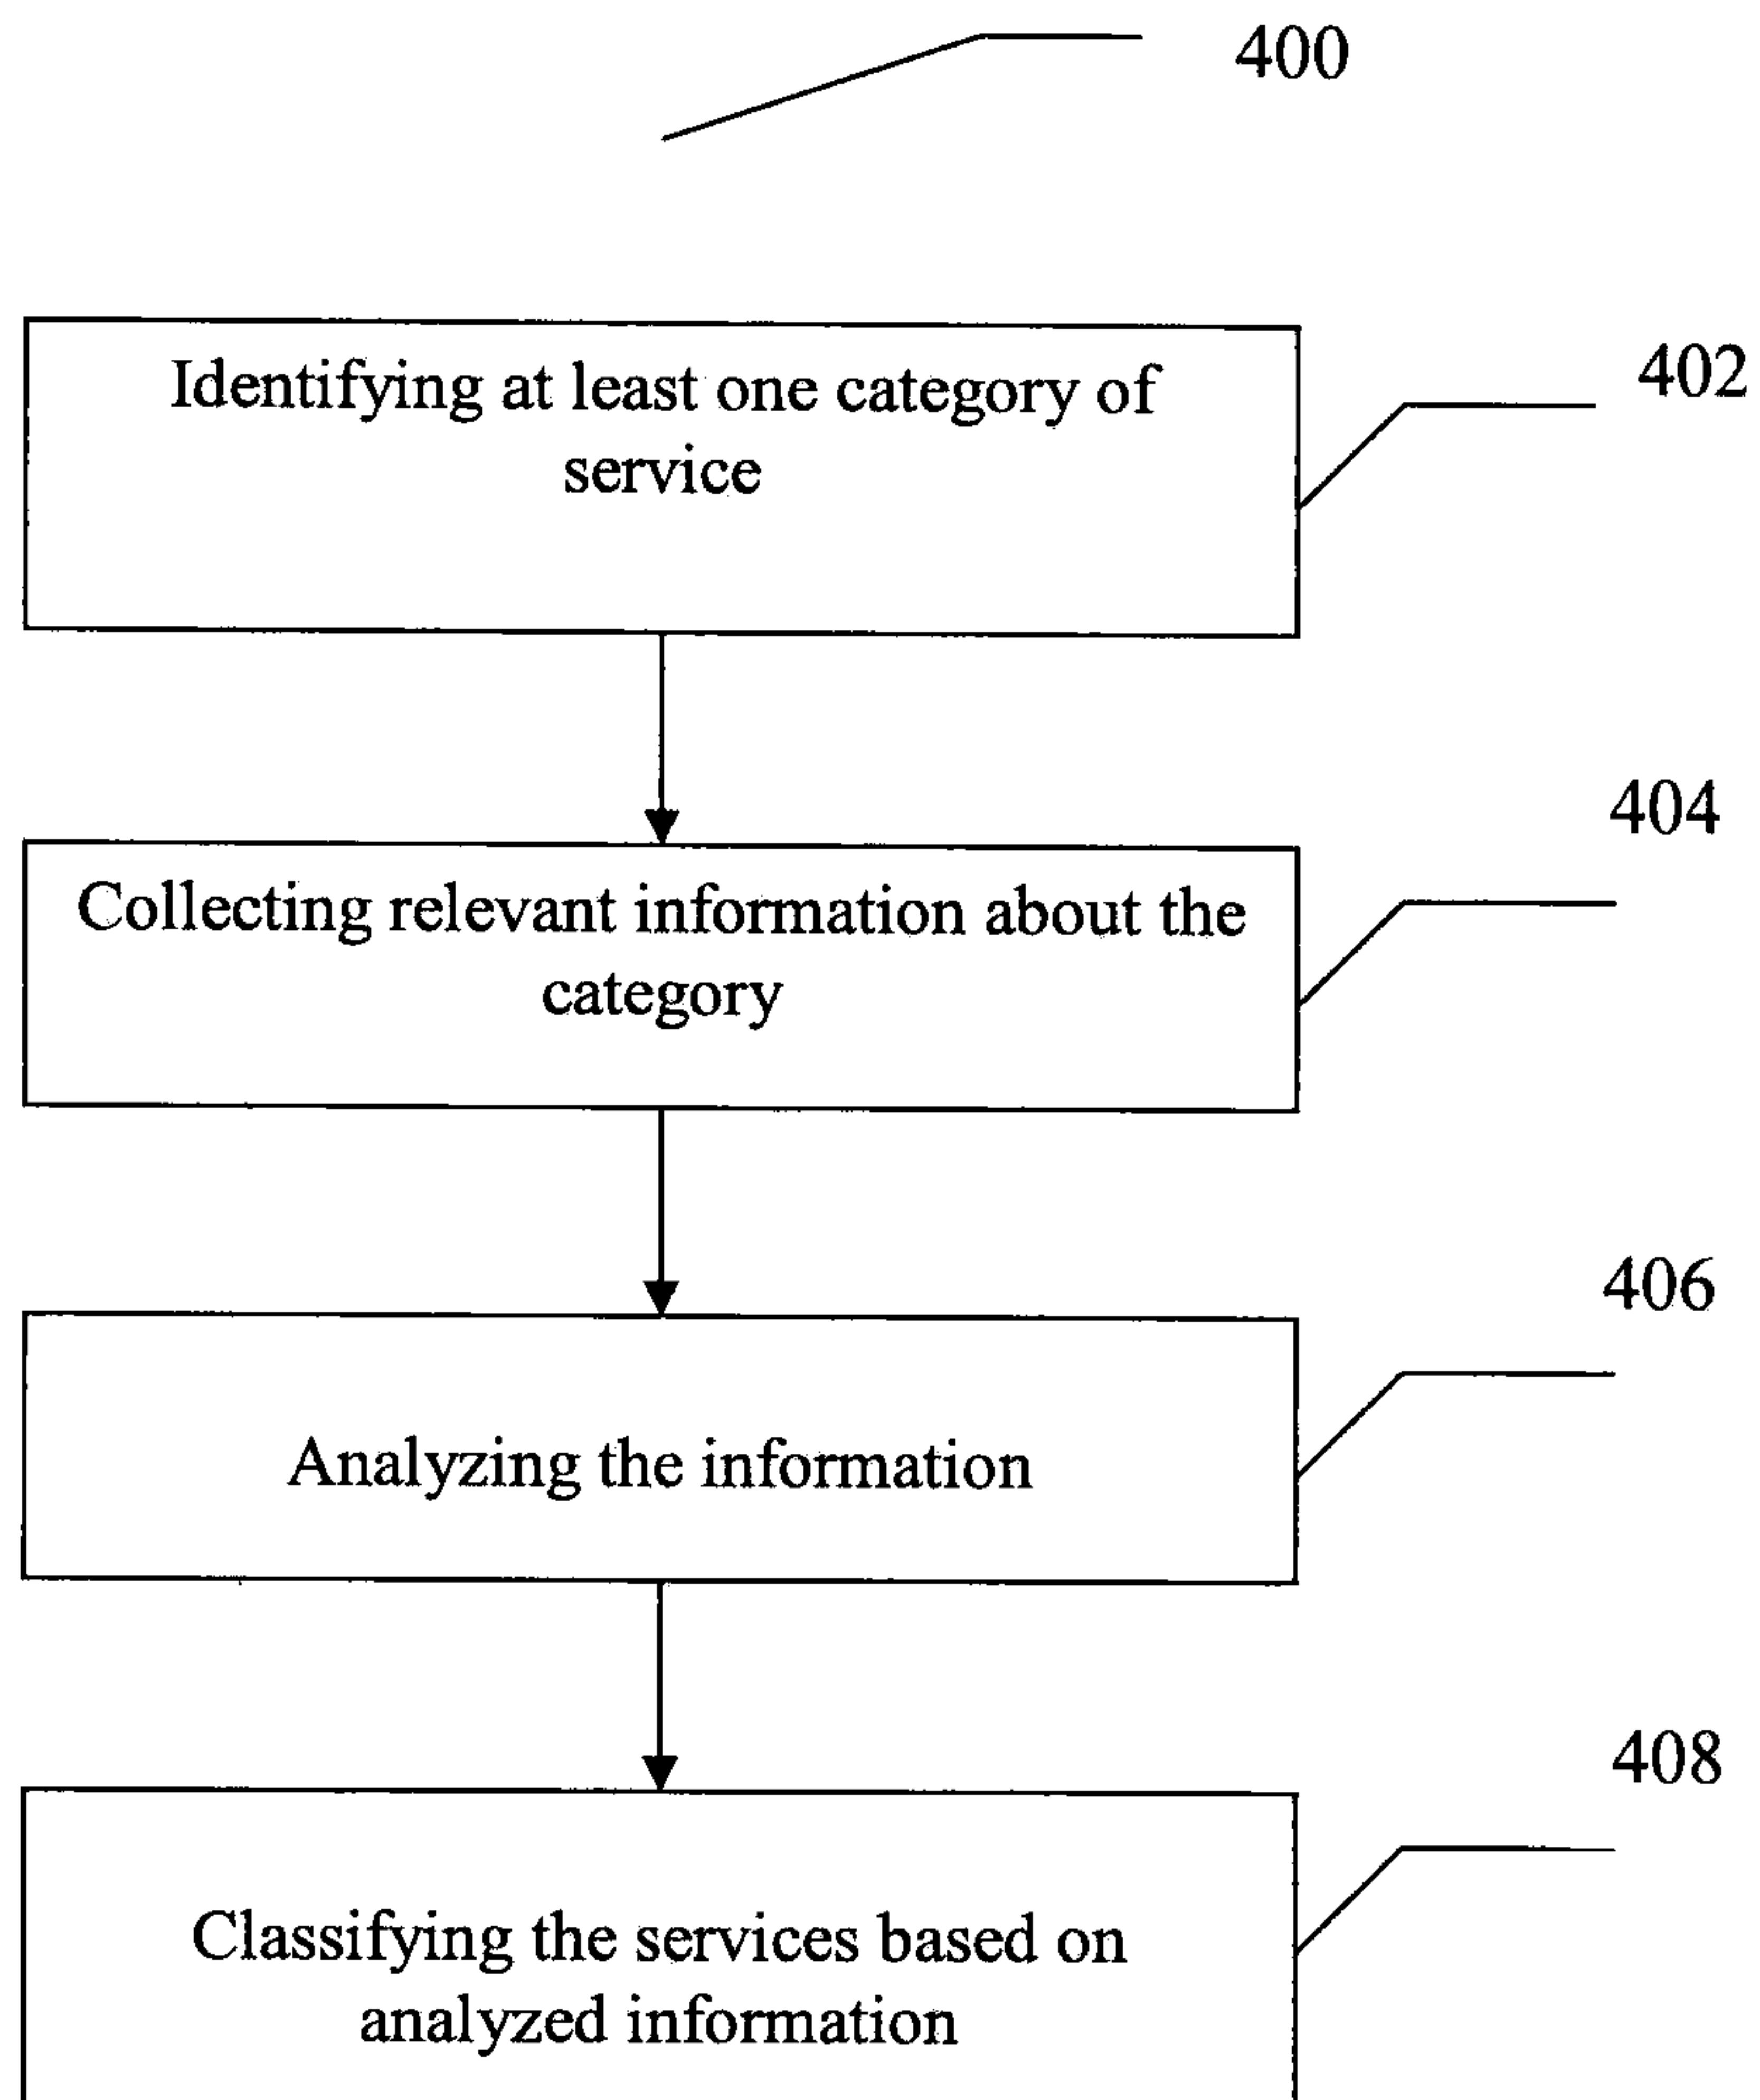 400
Identifying at least one category of
service
402
Collecting relevant information about the
category
404
Analyzing the information
406
Classifying the services based on
analyzed information
408